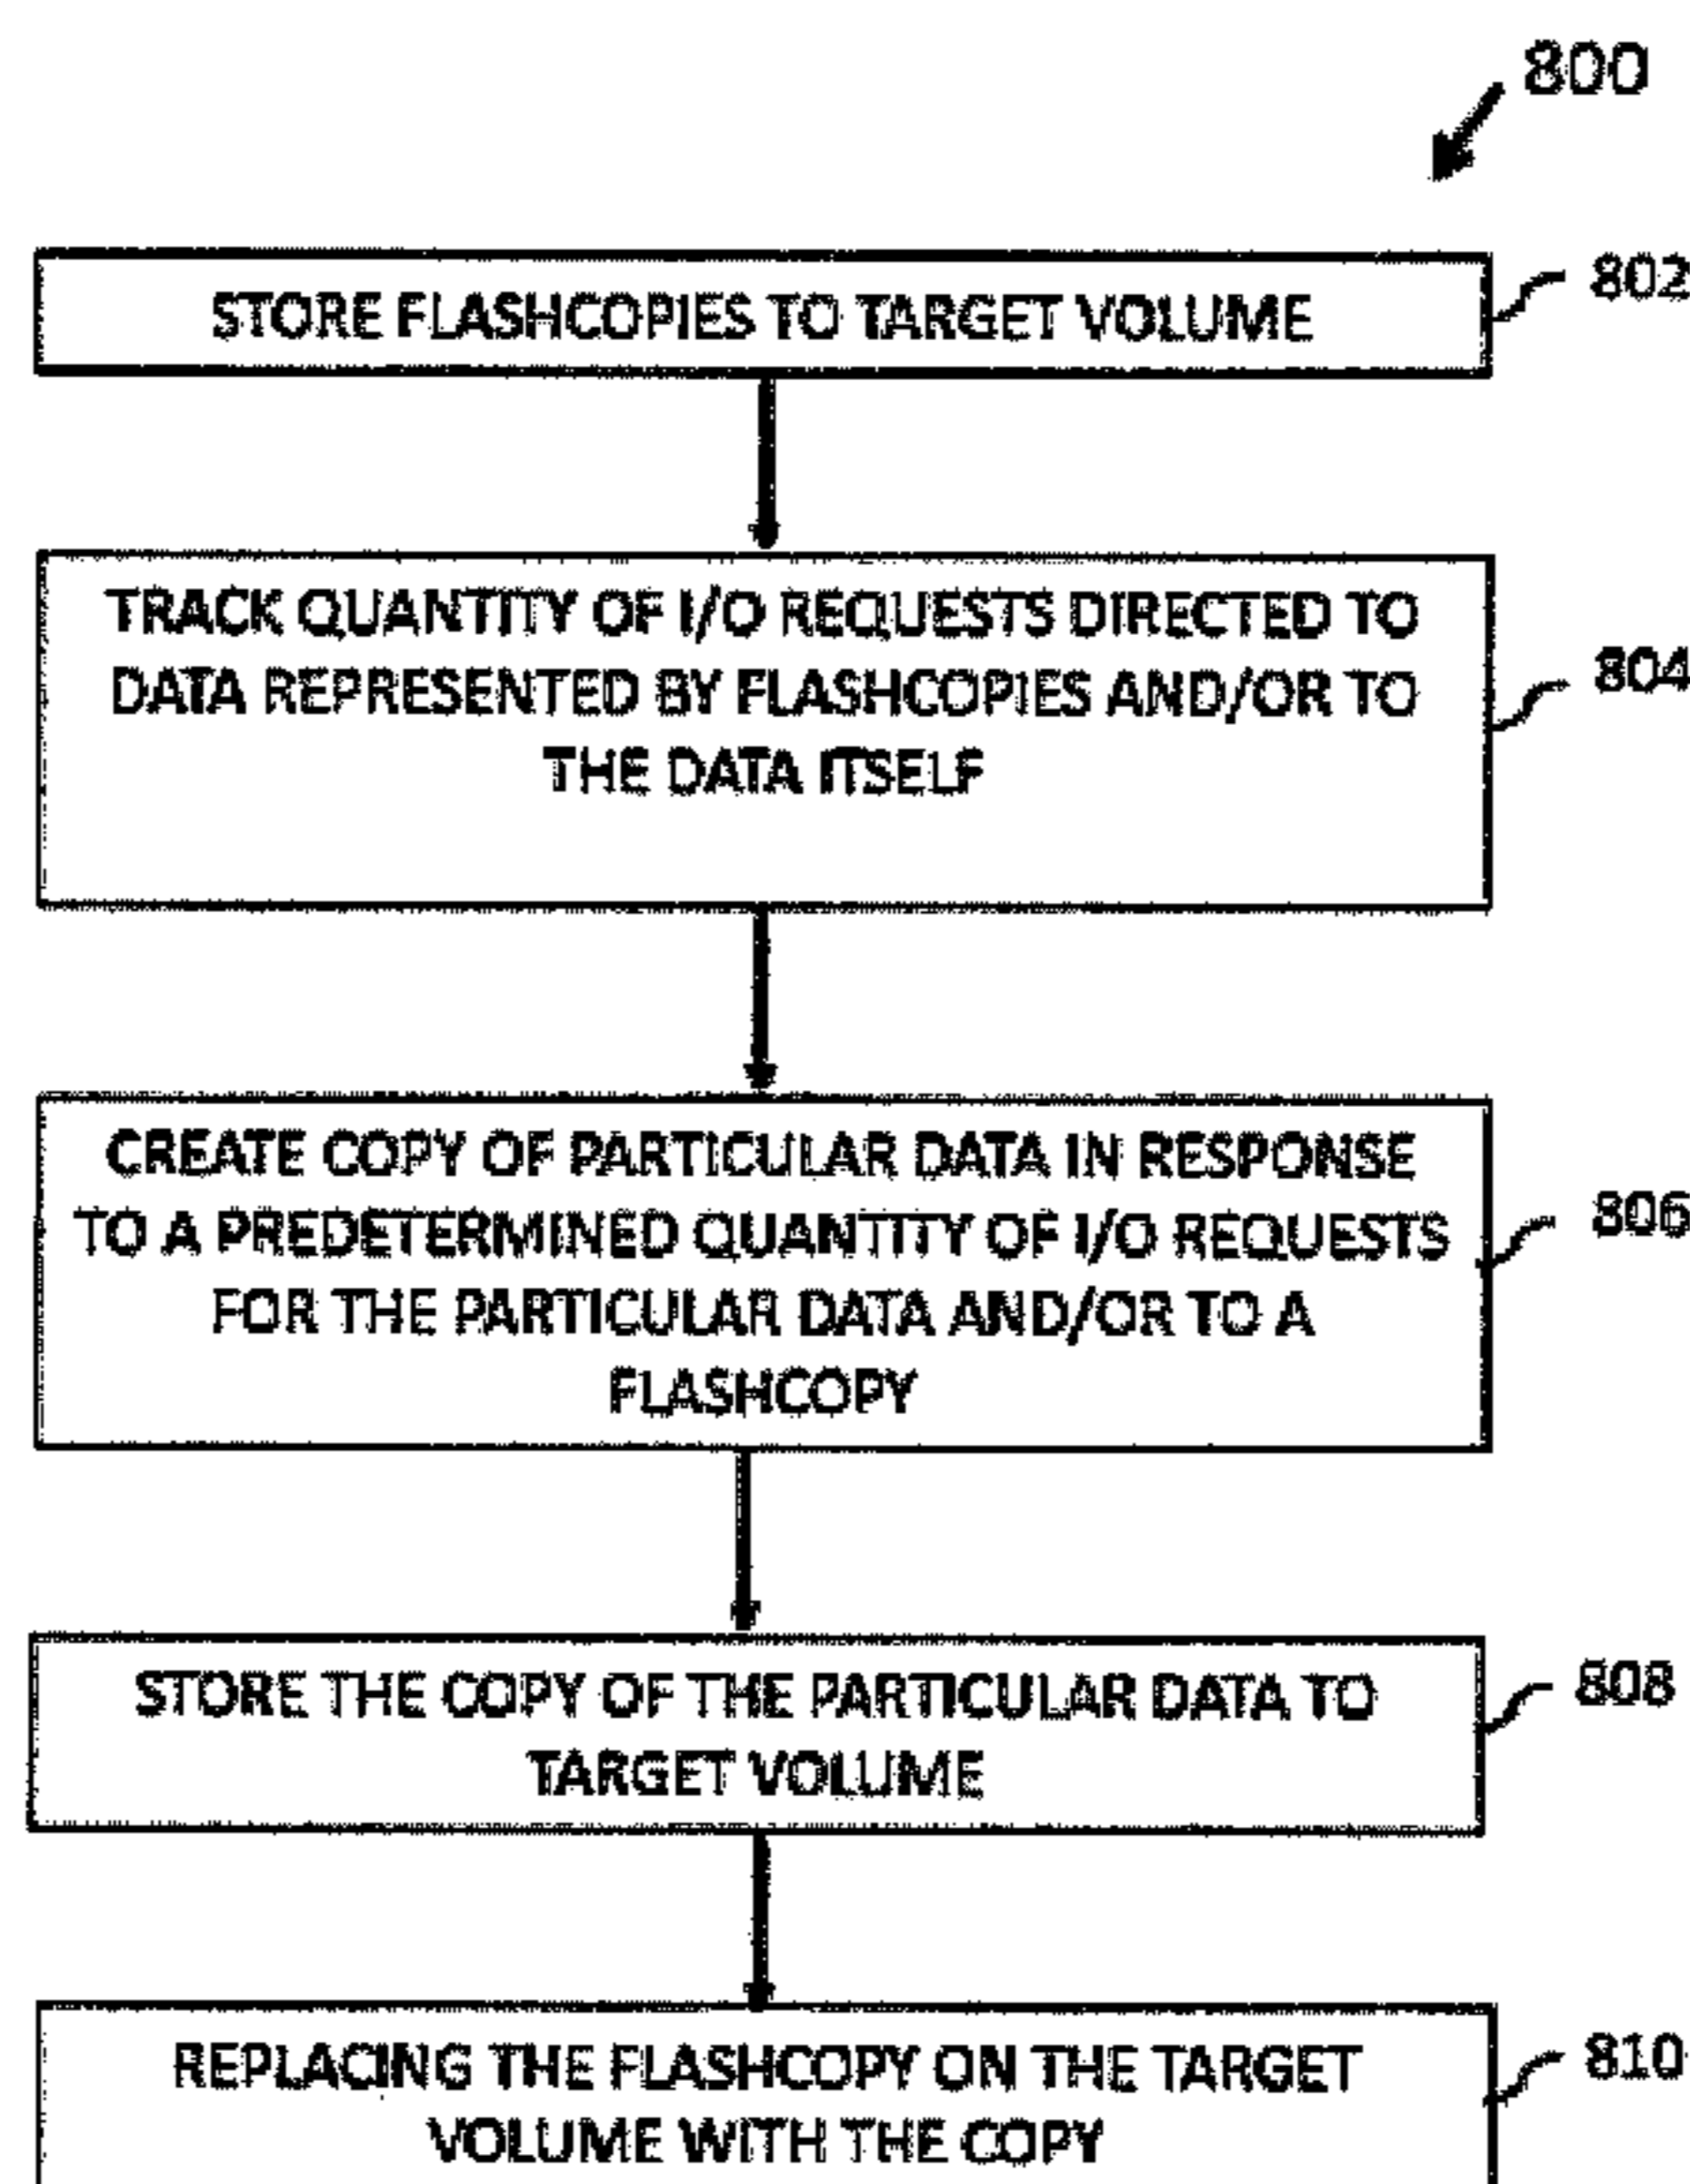 800
STORE FLASHCOPIES TO TARGET VOLUME
802
TRACK QUANTITY OF I/O REQUESTS DIRECTED TO
DATA REPRESENTED BY FLASHCOPIES AND/OR TO
THE DATA ITSELF
804
CREATE COPY OF PARTICULAR DATA IN RESPONSE
TO A PREDETERMINED QUANTITY OF I/O REQUESTS
FOR THE PARTICULAR DATA AND/OR TO A
FLASHCOPY
806
STORE THE COPY OF THE PARTICULAR DATA TO
TARGET VOLUME
808
REPLACING THE FLASHCOPY ON THE TARGET
VOLUME WITH THE COPY
810